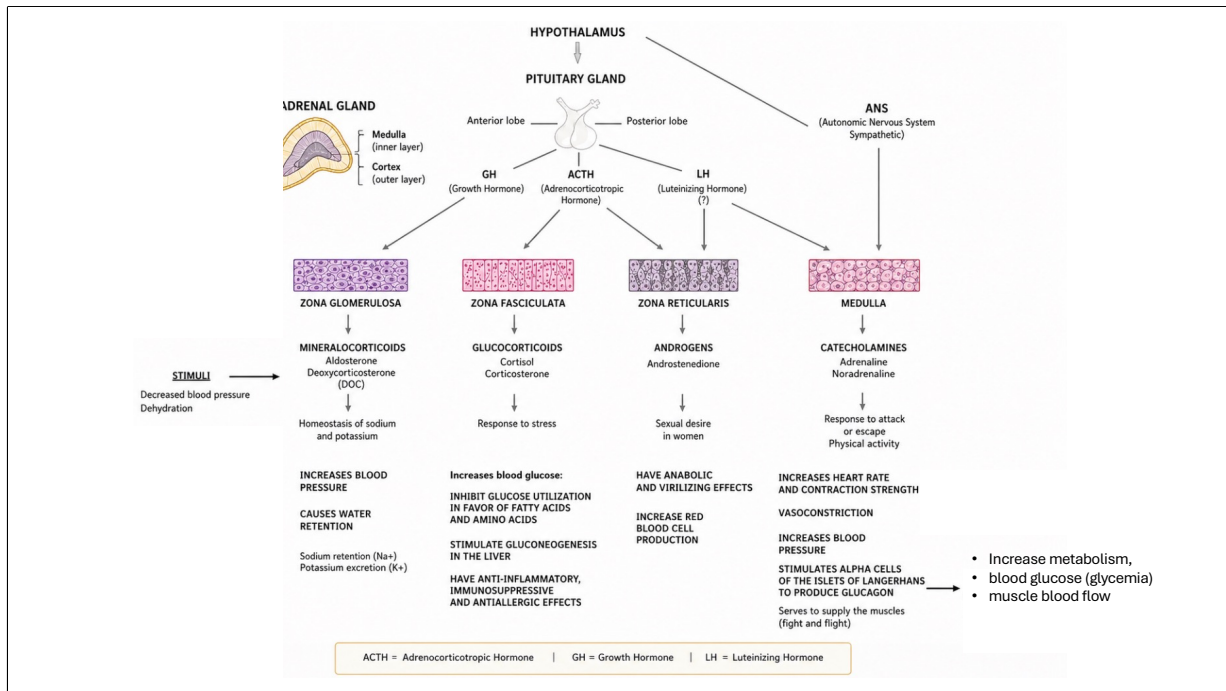 HYPOTHALAMUS
PITUITARY GLAND
ADRENAL GLAND
Medulla
(inner layer)
Cortex
(outer layer)
Anterior lobe
Posterior lobe
ANS
(Autonomic Nervous System
Sympathetic)
GH
(Growth Hormone)
ACTH
(Adrenocorticotropic
Hormone)
LH
(Luteinizing Hormone)
(?)
ZONA GLOMERULOSA
ZONA FASCICULATA
ZONA RETICULARIS
MEDULLA
STIMULI
Decreased blood pressure
Dehydration
MINERALOCORTICOIDS
Aldosterone
Deoxycorticosterone
(DOC)
Homeostasis of sodium
and potassium
INCREASES BLOOD
PRESSURE
CAUSES WATER
RETENTION
Sodium retention (Na+)
Potassium excretion (K+)
GLUCOCORTICOIDS
Cortisol
Corticosterone
Response to stress
Increases blood glucose:
INHIBIT GLUCOSE UTILIZATION
IN FAVOR OF FATTY ACIDS
AND AMINO ACIDS
STIMULATE GLUCONEOGENESIS
IN THE LIVER
HAVE ANTI-INFLAMMATORY,
IMMUNOSUPPRESSIVE
AND ANTIALLERGIC EFFECTS
ANDROGENS
Androstenedione
Sexual desire
in women
HAVE ANABOLIC
AND VIRILIZING EFFECTS
INCREASE RED
BLOOD CELL
PRODUCTION
CATECHOLAMINES
Adrenaline
Noradrenaline
Response to attack
or escape
Physical activity
INCREASES HEART RATE
AND CONTRACTION STRENGTH
VASOCONSTRICTION
INCREASES BLOOD
PRESSURE
STIMULATES ALPHA CELLS
OF THE ISLETS OF LANGERHANS
TO PRODUCE GLUCAGON
Serves to supply the muscles
(fight and flight)
• Increase metabolism,
• blood glucose (glycemia)
• muscle blood flow
ACTH = Adrenocorticotropic Hormone | GH = Growth Hormone | LH = Luteinizing Hormone